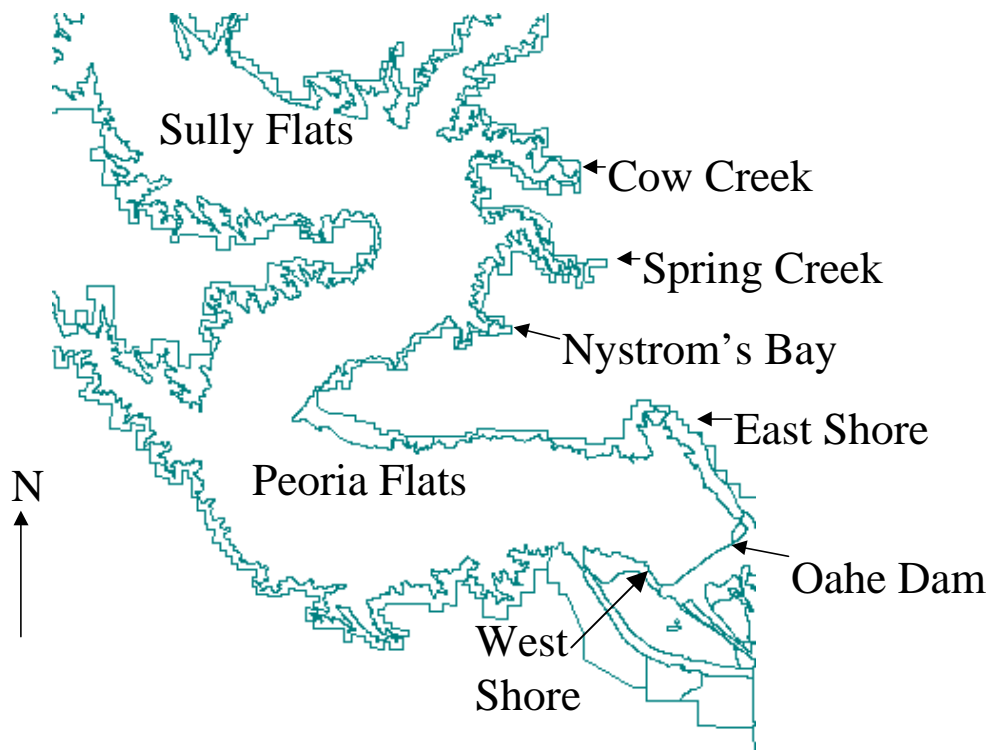 Sully Flats
Cow Creek
Spring Creek
Nystrom’s Bay
East Shore
Peoria Flats
N
Oahe Dam
West
Shore